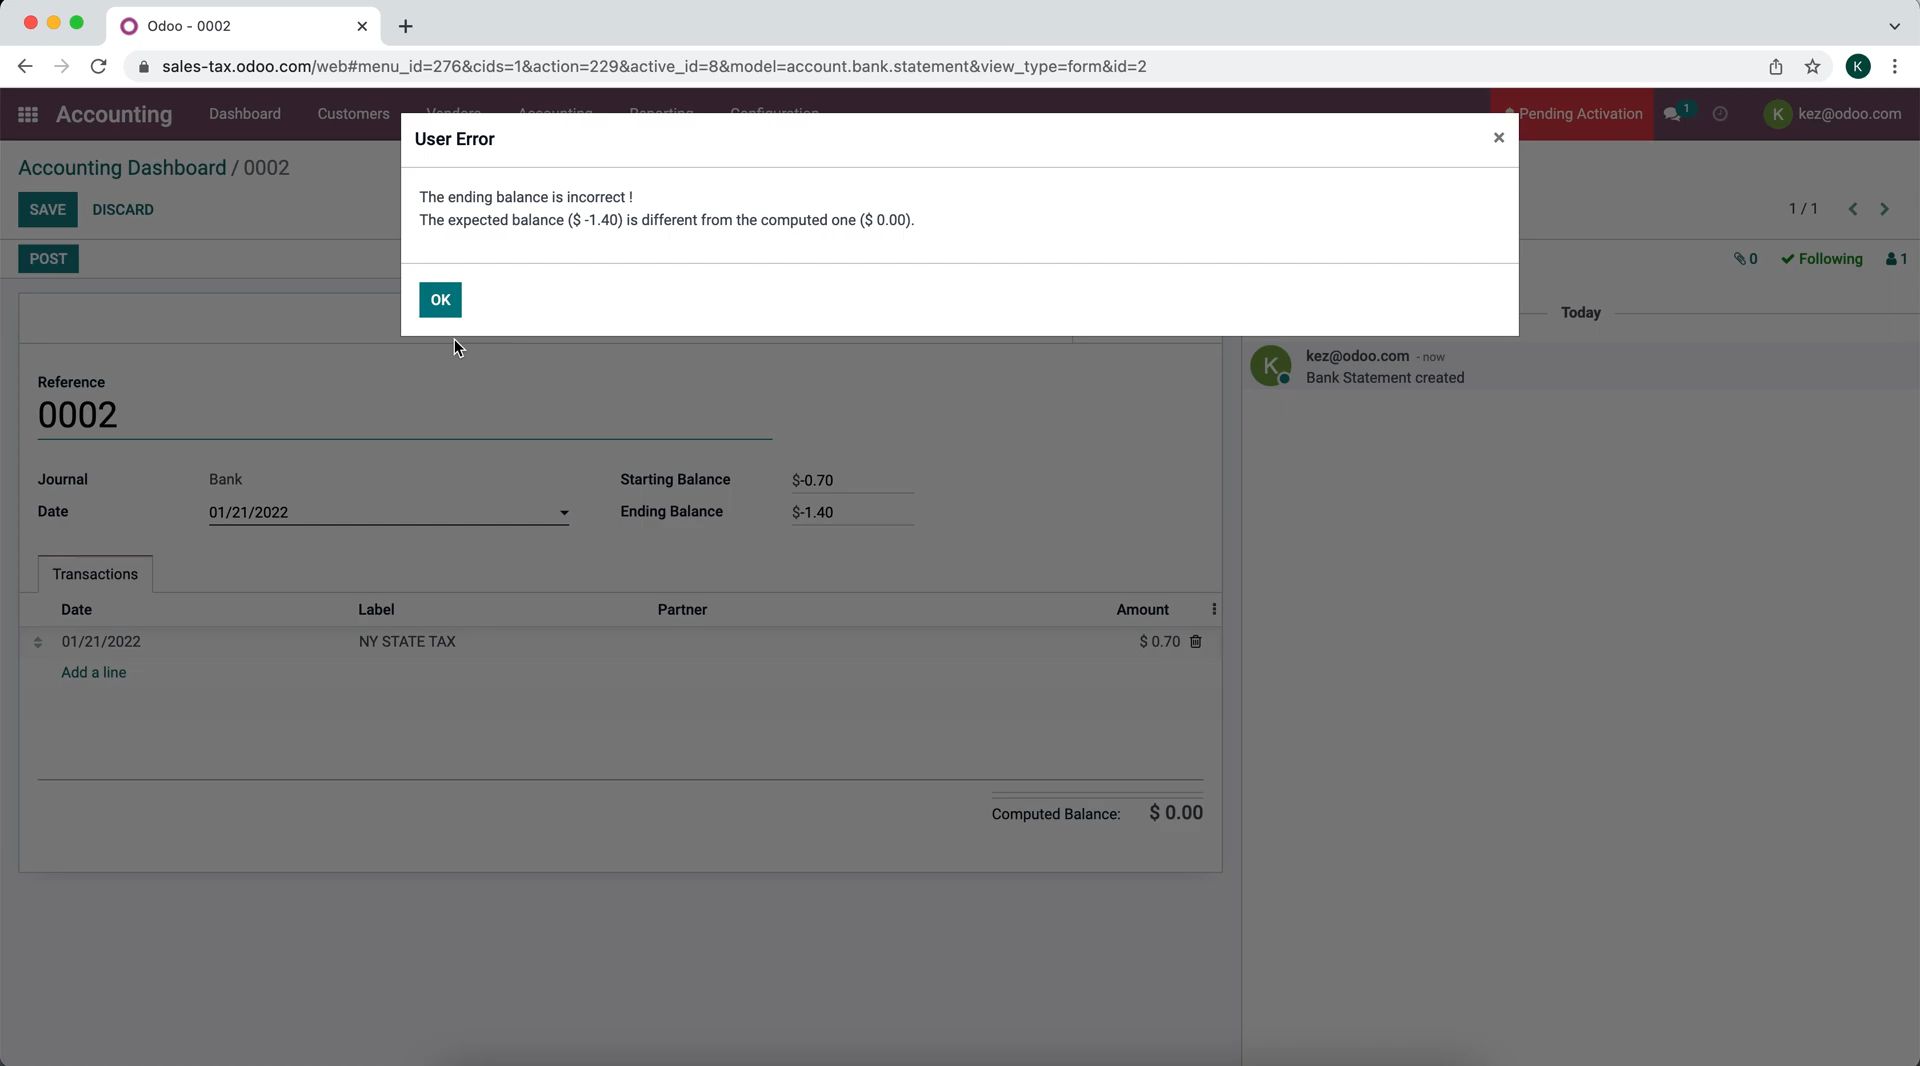 Odoo - 0002
sales-tax.odoo.com/web#menu_id=276&cids=1&action=229&active_id=8&model=account.bank.statement&view_type=form&id=2
K
Accounting Dashboard Customers Vendors Accounting Reporting Configuration Pending Activation 1 K kez@odoo.com
User Error
Accounting Dashboard / 0002
The ending balance is incorrect !
The expected balance ($ -1.40) is different from the computed one ($ 0.00).
SAVE DISCARD 1 / 1
POST 0 Following 1
OK
Today
K kez@odoo.com - now
Bank Statement created
Reference
0002
Journal Bank Starting Balance $-0.70
Date 01/21/2022 Ending Balance $-1.40
Transactions
Date Label Partner Amount
01/21/2022 NY STATE TAX $ 0.70
Add a line
Computed Balance: $ 0.00